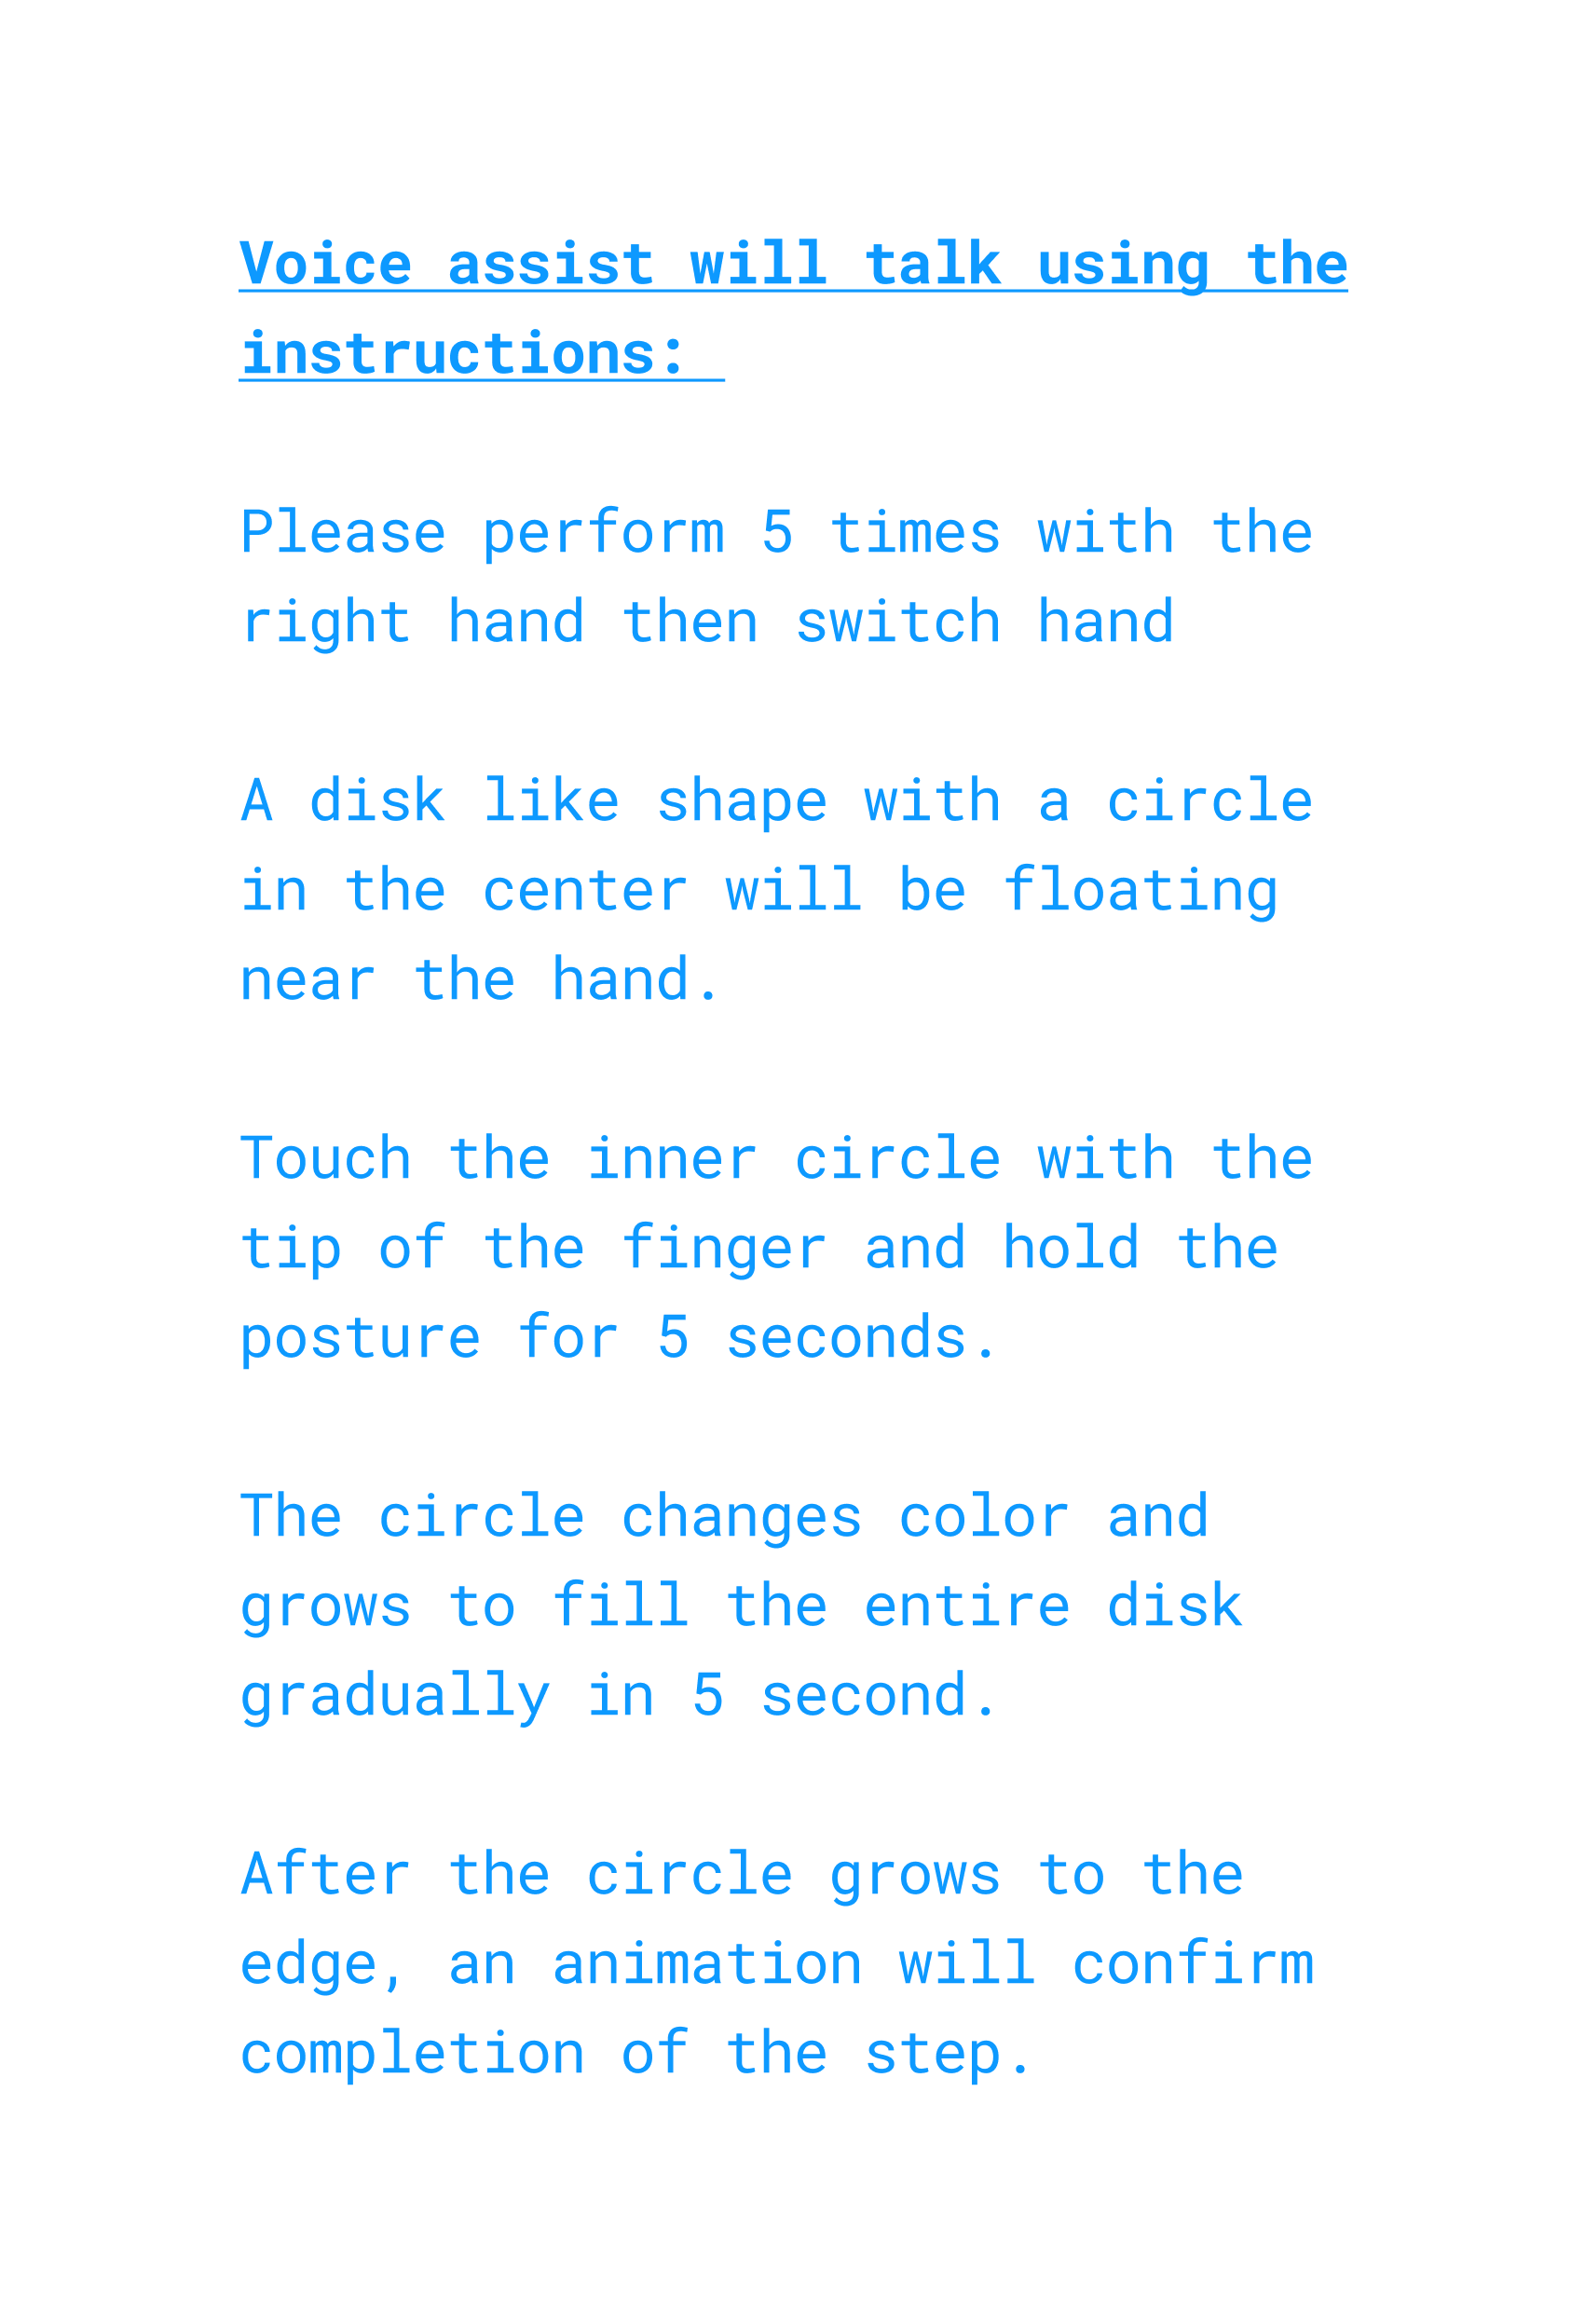 Voice assist will talk using the
instructions:
Please perform 5 times with the
right hand then switch hand
A disk like shape with a circle
in the center will be floating
near the hand.
Touch the inner circle with the
tip of the finger and hold the
posture for 5 seconds.
The circle changes color and
grows to fill the entire disk
gradually in 5 second.
After the circle grows to the
edge, an animation will confirm
completion of the step.